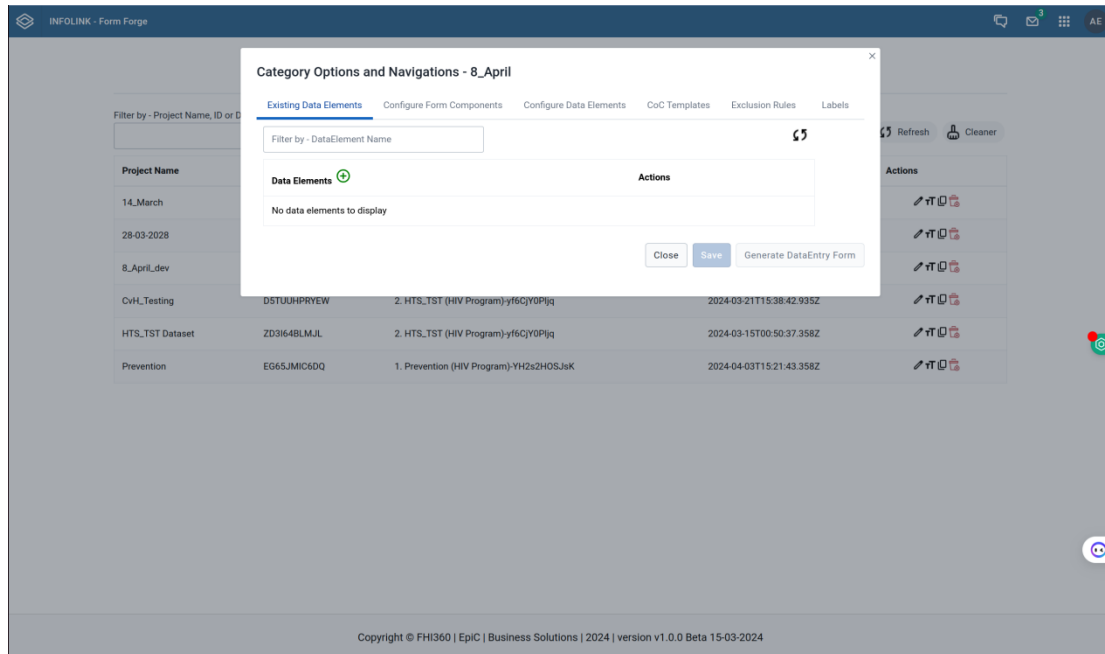 INFOLINK - Form Forge
3
AE
Category Options and Navigations - 8_April
Existing Data Elements Configure Form Components Configure Data Elements CoC Templates Exclusion Rules Labels
Filter by - Project Name, ID or D
Filter by - DataElement Name
Refresh Cleaner
Project Name Data Elements Actions Actions
14_March No data elements to display
28-03-2028
Close Save Generate DataEntry Form
8_April_dev
CvH_Testing D5TUUHPRYEW 2. HTS_TST (HIV Program)-yf6CjY0Pljq 2024-03-21T15:38:42.935Z
HTS_TST Dataset ZD3I64BLMJL 2. HTS_TST (HIV Program)-yf6CjY0Pljq 2024-03-15T00:50:37.358Z
Prevention EG65JMIC6DQ 1. Prevention (HIV Program)-YH2s2HOSJsK 2024-04-03T15:21:43.358Z
Copyright © FHI360 | EpiC | Business Solutions | 2024 | version v1.0.0 Beta 15-03-2024